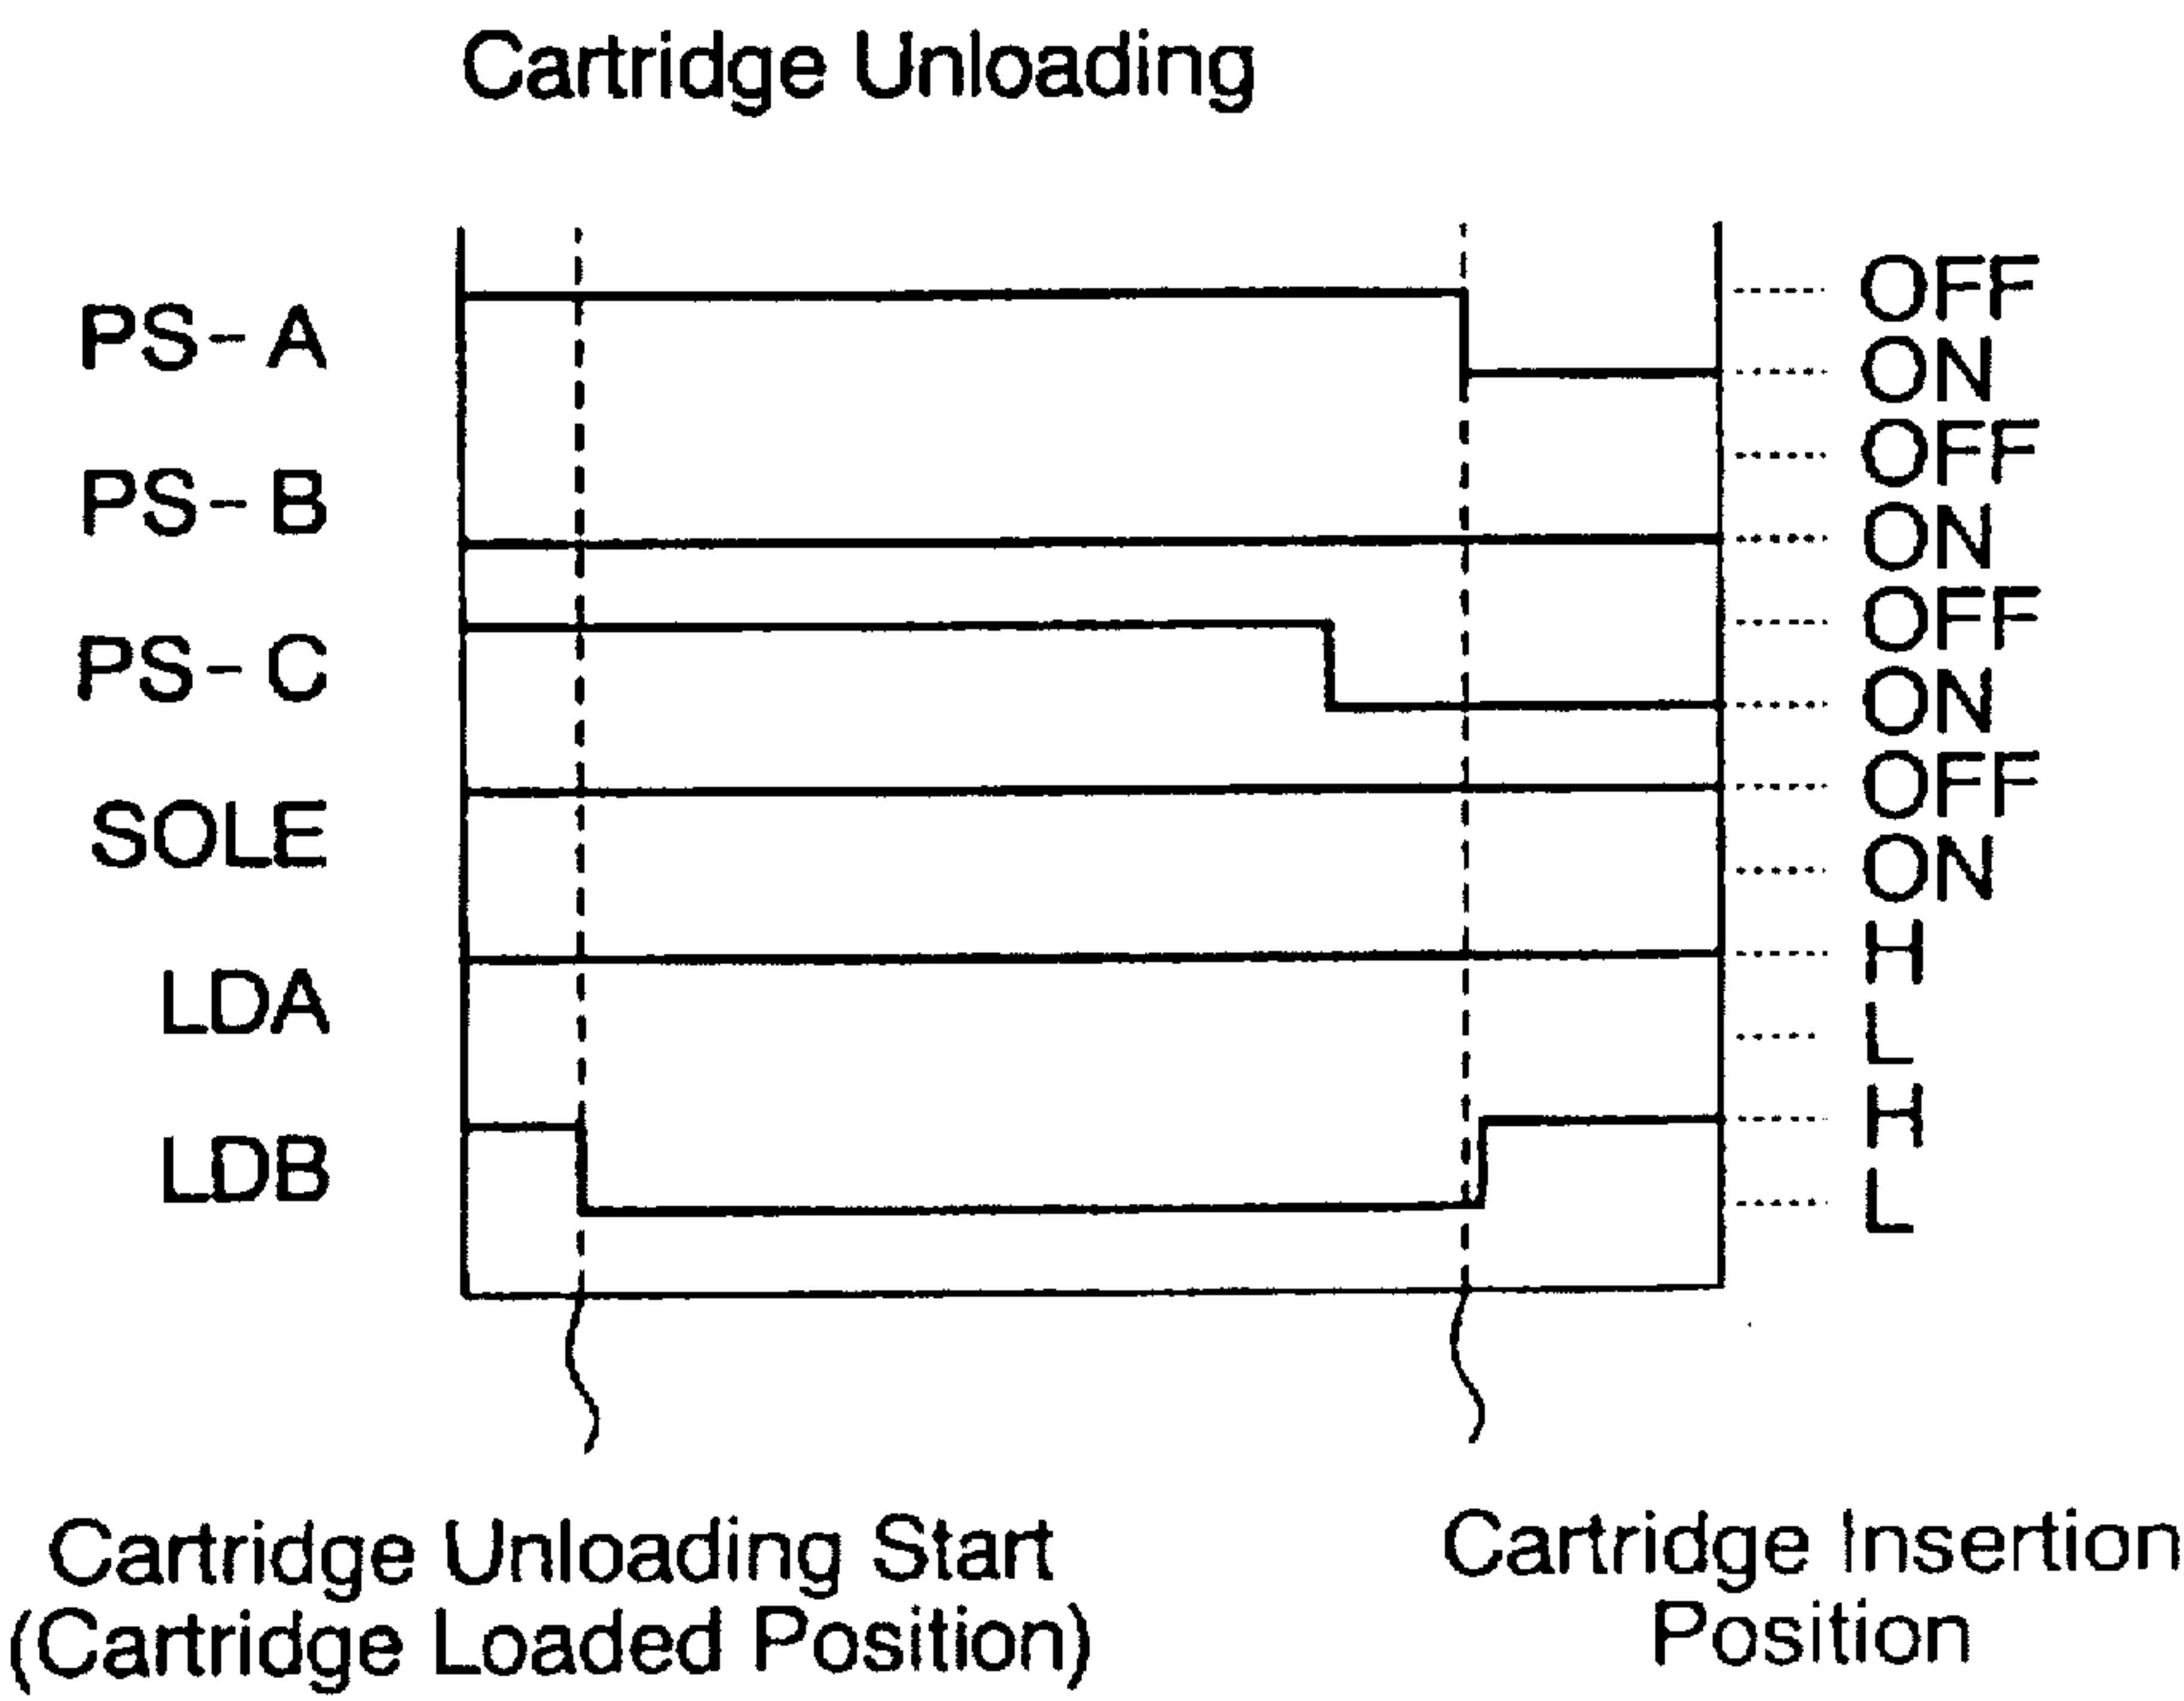 Cartridge Unloading
OFF
PS-A
ON
OFF
PS-B
ON
OFF
PS-C
ON
OFF
SOLE
ON
H
LDA
L
H
LDB
L
Cartridge Unloading Start
(Cartridge Loaded Position)
Cartridge Insertion
Position